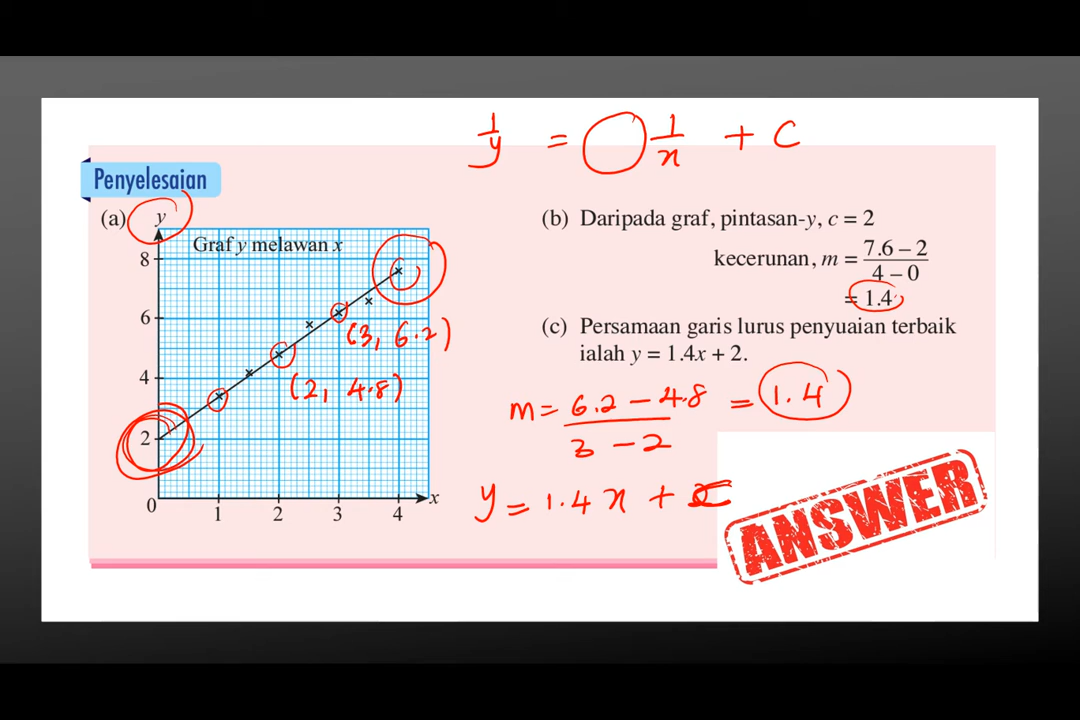 1/y = 1/x + c
Penyelesaian
(a) y
Graf y melawan x
8
6
4
2
0
1 2 3 4 x
(3, 6.2)
(2, 4.8)
(b) Daripada graf, pintasan-y, c = 2
kecerunan, m = (7.6 – 2)/(4 – 0)
= 1.4
(c) Persamaan garis lurus penyuaian terbaik
ialah y = 1.4x + 2.
m = (6.2 – 4.8)/(3 – 2) = 1.4
y = 1.4x +
ANSWER